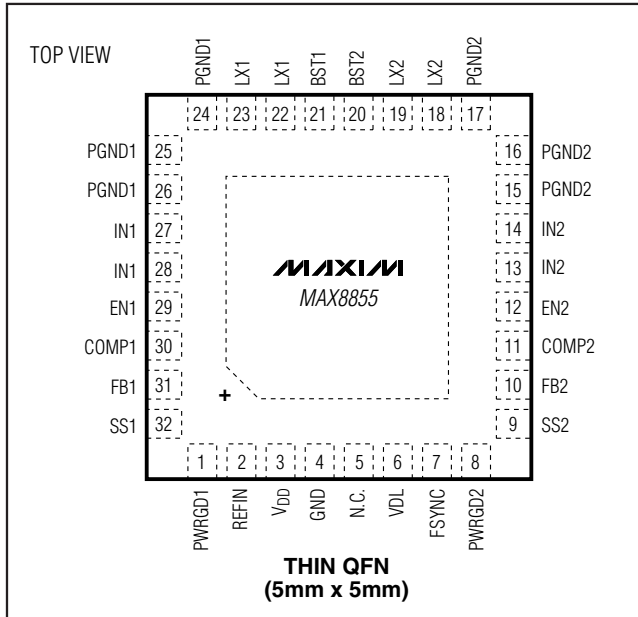 TOP VIEW
PGND1 LX1 LX1 BST1 BST2 LX2 LX2 PGND2
24 23 22 21 20 19 18 17
PGND1 25 16 PGND2
PGND1 26 15 PGND2
IN1 27 14 IN2
IN1 28 13 IN2
EN1 29 12 EN2
COMP1 30 11 COMP2
FB1 31 10 FB2
SS1 32 9 SS2
MAXIM
MAX8855
+
1 2 3 4 5 6 7 8
PWRGD1 REFIN VDD GND N.C. VDL FSYNC PWRGD2
THIN QFN
(5mm x 5mm)